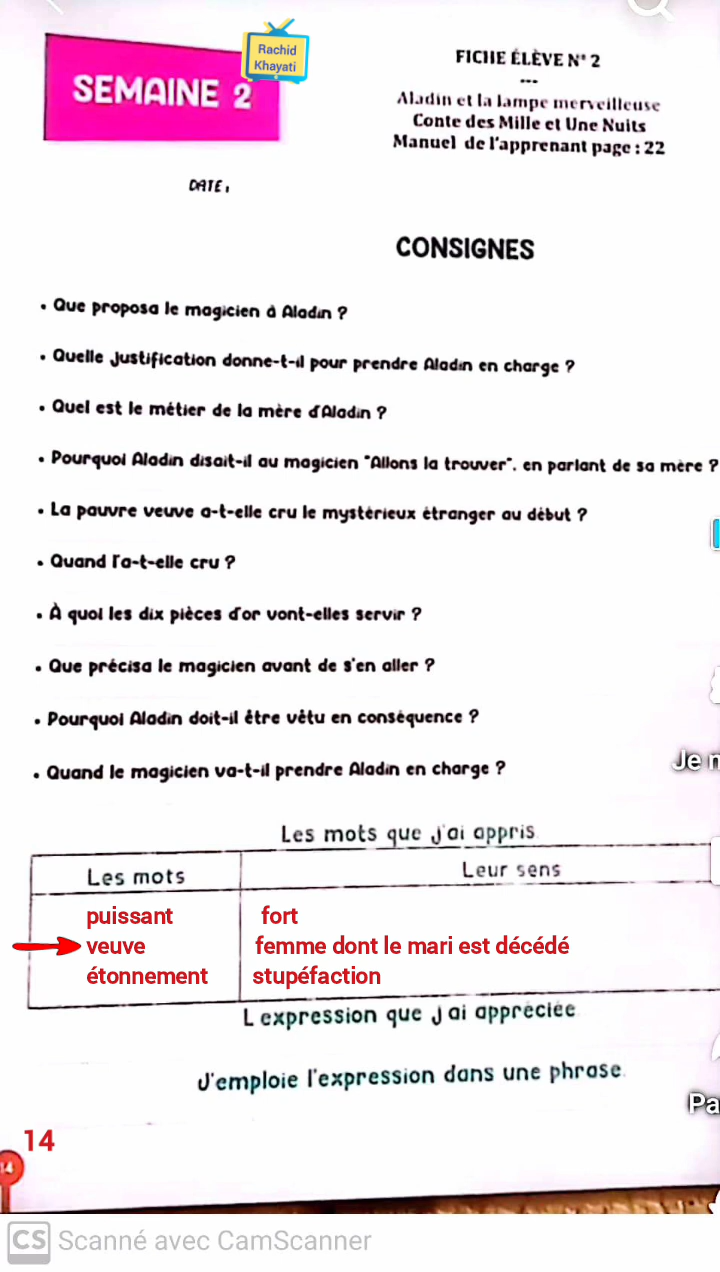 Rachid
Khayati
SEMAINE 2
FICHE ÉLÈVE N° 2
---
Aladin et la lampe merveilleuse
Conte des Mille et Une Nuits
Manuel de l'apprenant page : 22
DATE :
CONSIGNES
• Que proposa le magicien à Aladin ?
• Quelle justification donne-t-il pour prendre Aladin en charge ?
• Quel est le métier de la mère d'Aladin ?
• Pourquoi Aladin disait-il au magicien "Allons la trouver", en parlant de sa mère ?
• La pauvre veuve a-t-elle cru le mystérieux étranger au début ?
• Quand l'a-t-elle cru ?
• À quoi les dix pièces d'or vont-elles servir ?
• Que précisa le magicien avant de s'en aller ?
• Pourquoi Aladin doit-il être vêtu en conséquence ?
• Quand le magicien va-t-il prendre Aladin en charge ?
Je
Les mots que j'ai appris
Les mots Leur sens
puissant fort
veuve femme dont le mari est décédé
étonnement stupéfaction
L'expression que j'ai appréciée
J'emploie l'expression dans une phrase.
Pa
14
14
CS Scanné avec CamScanner